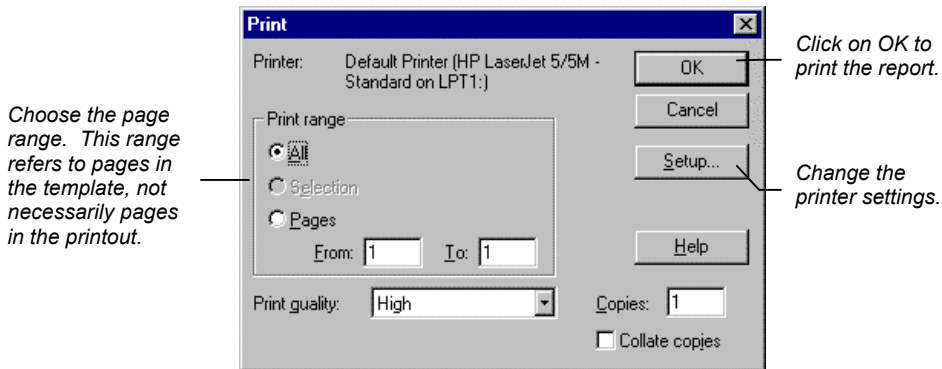 Print
Printer: Default Printer (HP LaserJet 5/5M -
Standard on LPT1:)
OK
Cancel
Setup...
Help
Print range
All
Selection
Pages
From: 1 To: 1
Print quality: High
Copies: 1
Collate copies
Choose the page
range. This range
refers to pages in
the template, not
necessarily pages
in the printout.
Click on OK to
print the report.
Change the
printer settings.